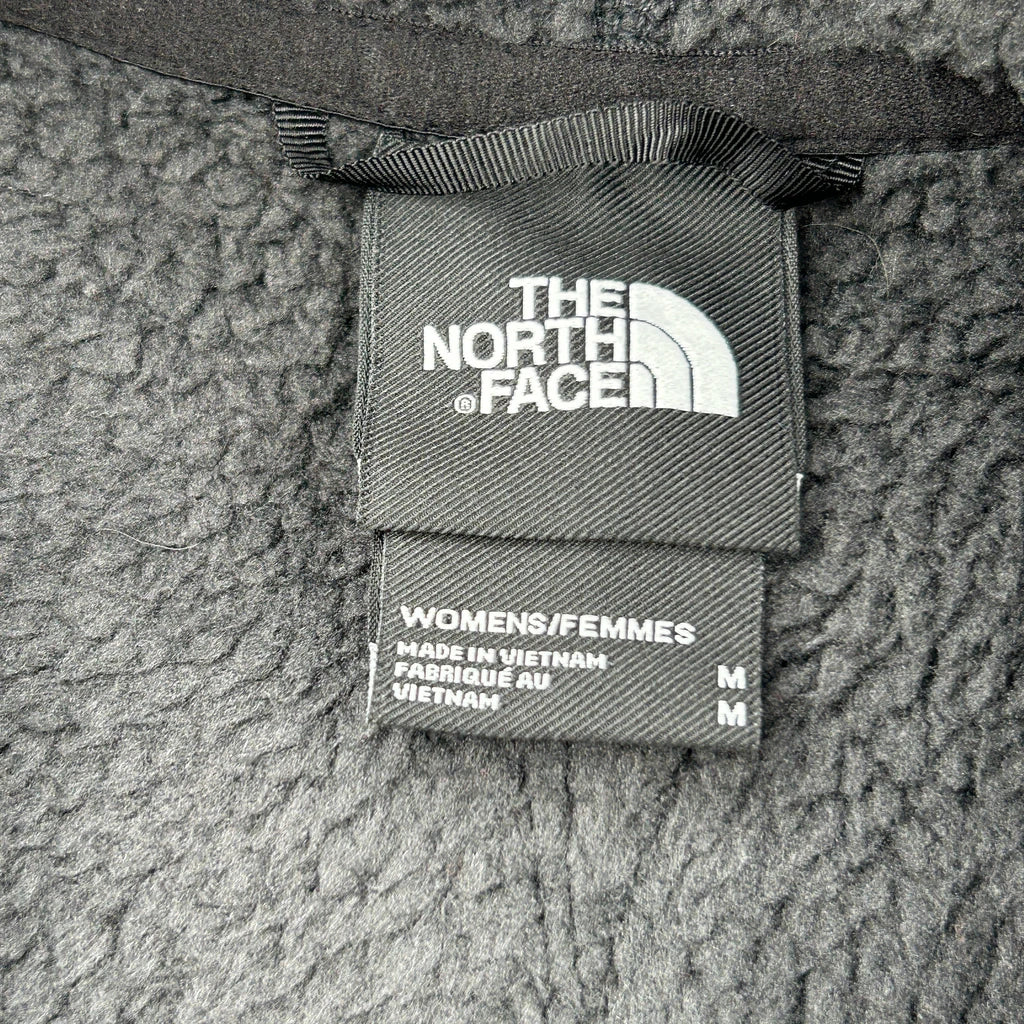 THE
NORTH
®FACE
WOMENS/FEMMES
MADE IN VIETNAM
FABRIQUÉ AU
VIETNAM
M
M